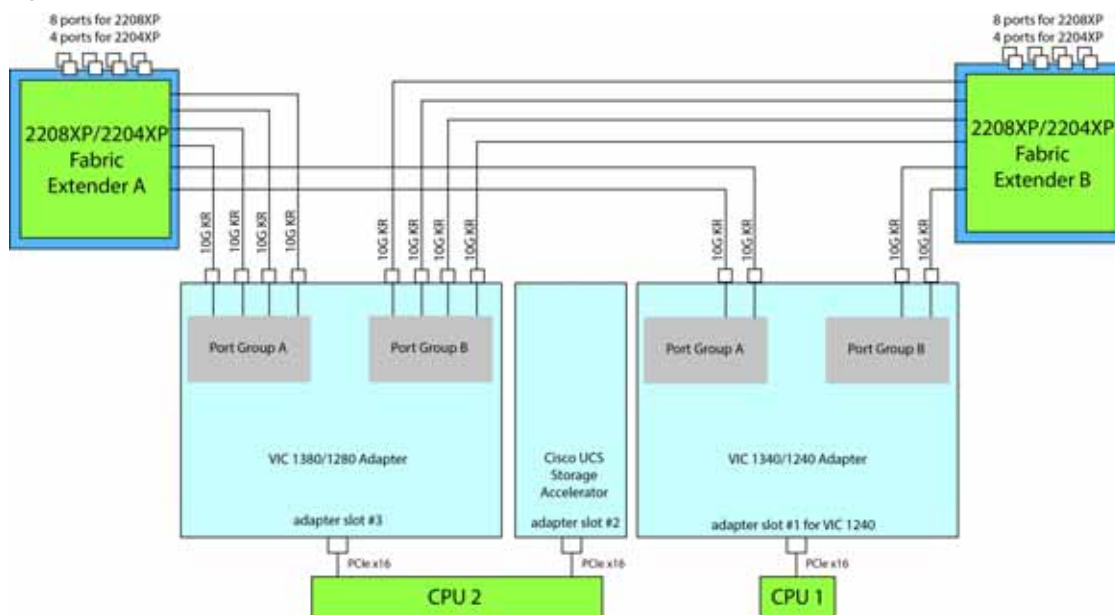 8 ports for 2208XP
4 ports for 2204XP
8 ports for 2208XP
4 ports for 2204XP
2208XP/2204XP
Fabric
Extender A
2208XP/2204XP
Fabric
Extender B
10G KR
10G KR
10G KR
10G KR
10G KR
10G KR
10G KR
10G KR
10G KR
10G KR
10G KR
10G KR
Port Group A
Port Group B
Port Group A
Port Group B
VIC 1380/1280 Adapter
Cisco UCS
Storage
Accelerator
VIC 1340/1240 Adapter
adapter slot #3
adapter slot #2
adapter slot #1 for VIC 1240
PCIe x16
PCIe x16
PCIe x16
CPU 2
CPU 1